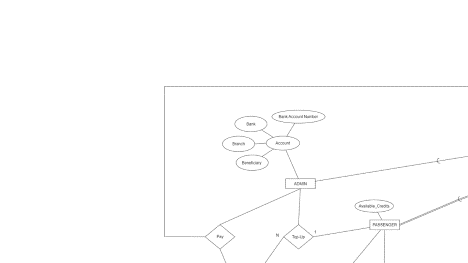 Bank Account Number
Bank
Branch
Account
Beneficiary
ADMIN
Available_Credits
PASSENGER
Pay
N
Top Up
1